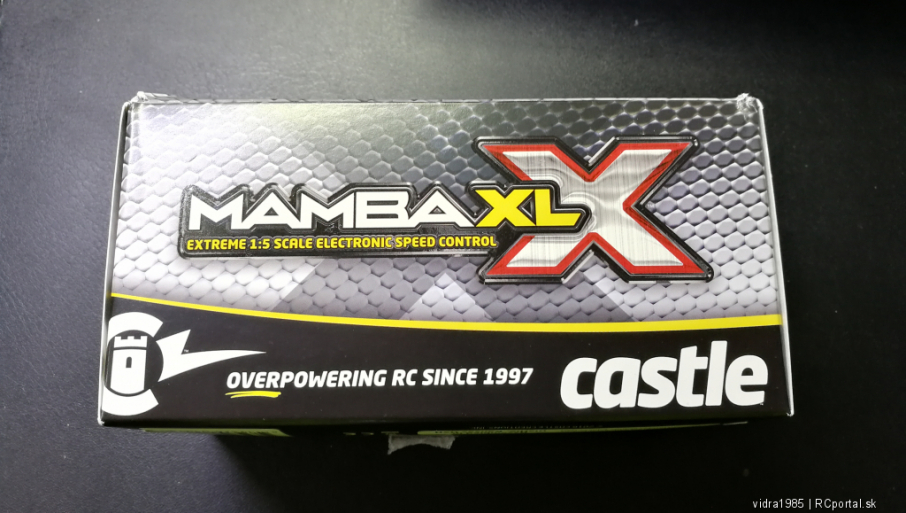 MAMBA XL X
EXTREME 1:5 SCALE ELECTRONIC SPEED CONTROL
OVERPOWERING RC SINCE 1997
castle
vidra1985 | RCportal.sk